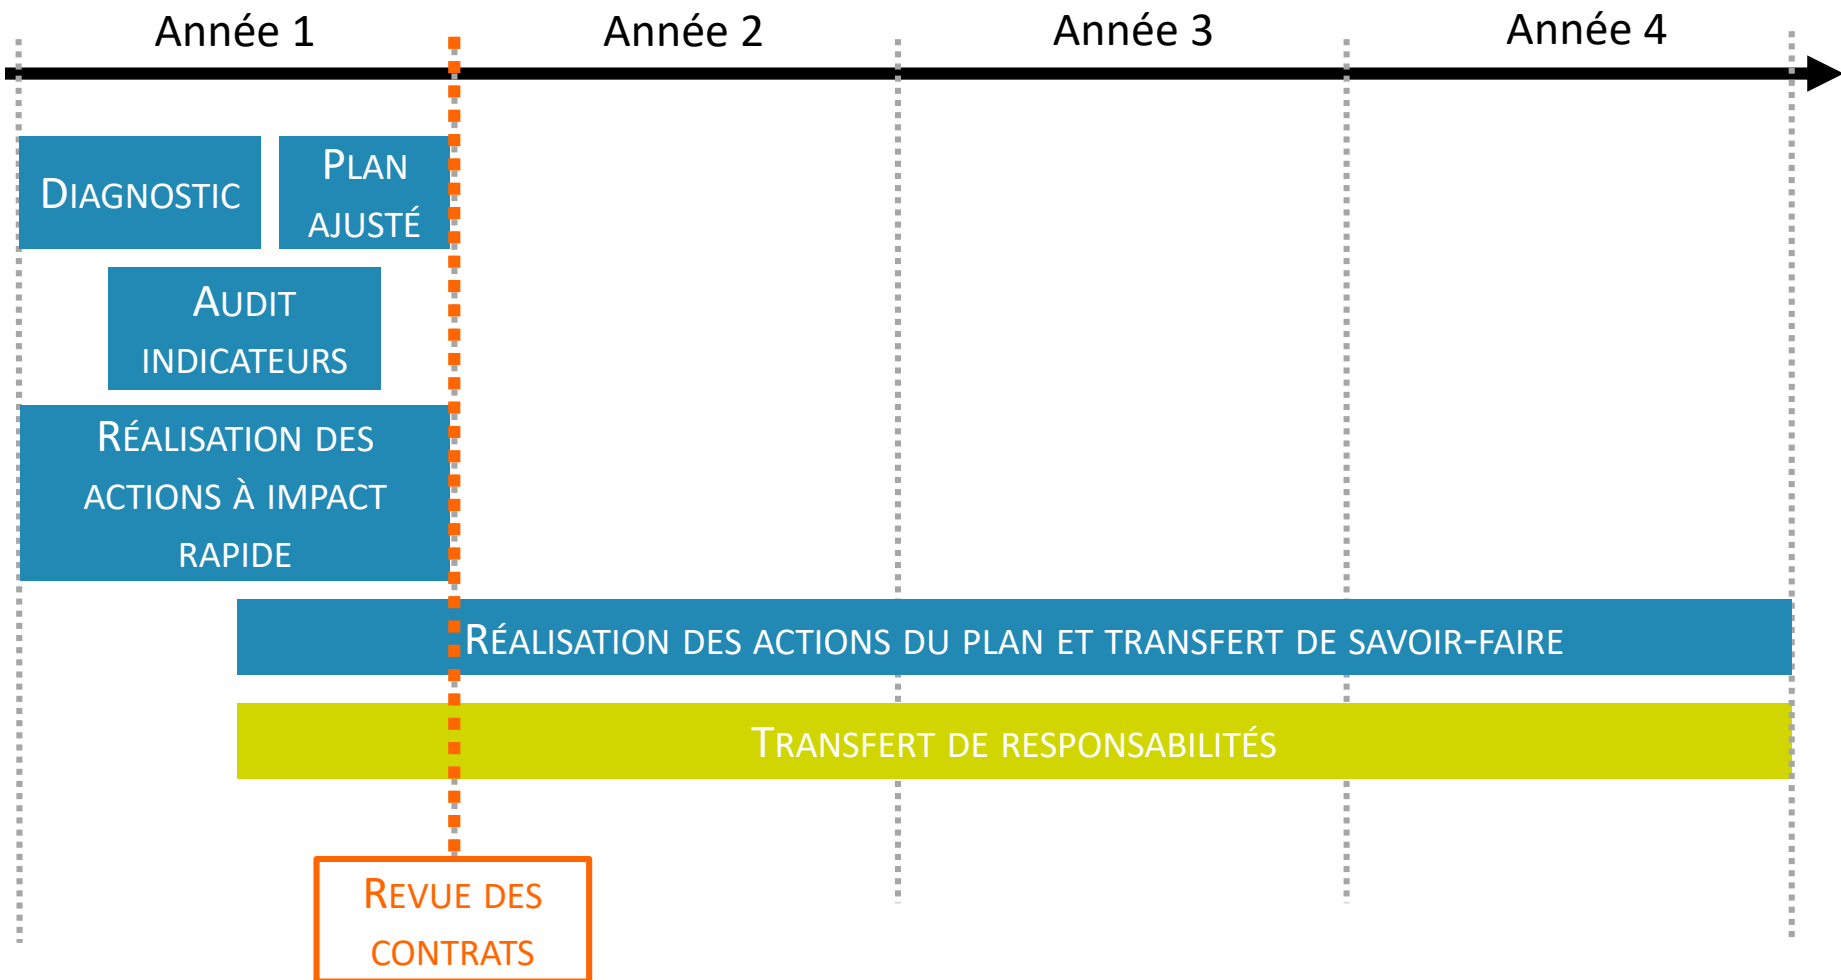 Année 1
Année 2
Année 3
Année 4
DIAGNOSTIC
PLAN
AJUSTÉ
AUDIT
INDICATEURS
RÉALISATION DES
ACTIONS À IMPACT
RAPIDE
RÉALISATION DES ACTIONS DU PLAN ET TRANSFERT DE SAVOIR-FAIRE
TRANSFERT DE RESPONSABILITÉS
REVUE DES
CONTRATS